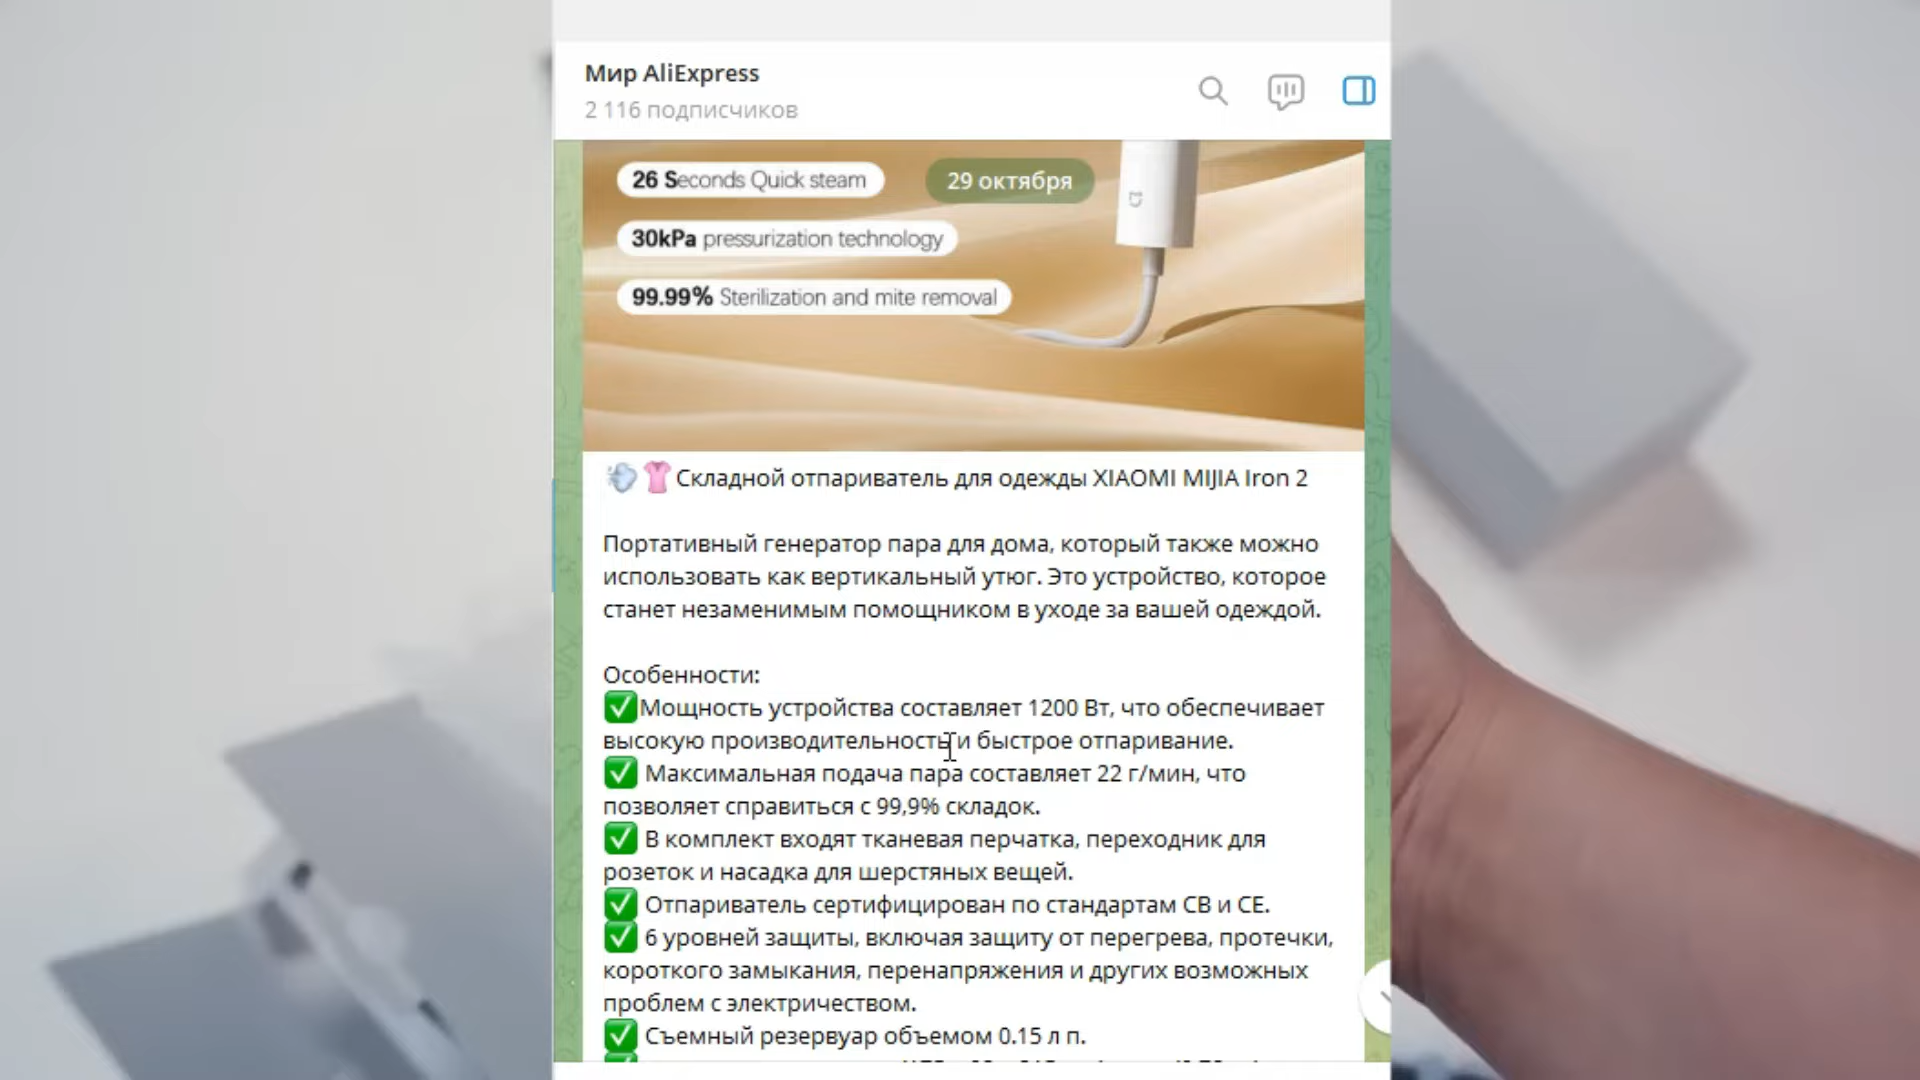 Мир AliExpress
2 116 подписчиков
26 Seconds Quick steam
29 октября
30kPa pressurization technology
99.99% Sterilization and mite removal
💨👚 Складной отпариватель для одежды XIAOMI MIJIA Iron 2
Портативный генератор пара для дома, который также можно
использовать как вертикальный утюг. Это устройство, которое
станет незаменимым помощником в уходе за вашей одеждой.
Особенности:
✅Мощность устройства составляет 1200 Вт, что обеспечивает
высокую производительность и быстрое отпаривание.
✅ Максимальная подача пара составляет 22 г/мин, что
позволяет справиться с 99,9% складок.
✅ В комплект входят тканевая перчатка, переходник для
розеток и насадка для шерстяных вещей.
✅ Отпариватель сертифицирован по стандартам CB и CE.
✅ 6 уровней защиты, включая защиту от перегрева, протечки,
короткого замыкания, перенапряжения и других возможных
проблем с электричеством.
✅ Съемный резервуар объемом 0.15 л п.